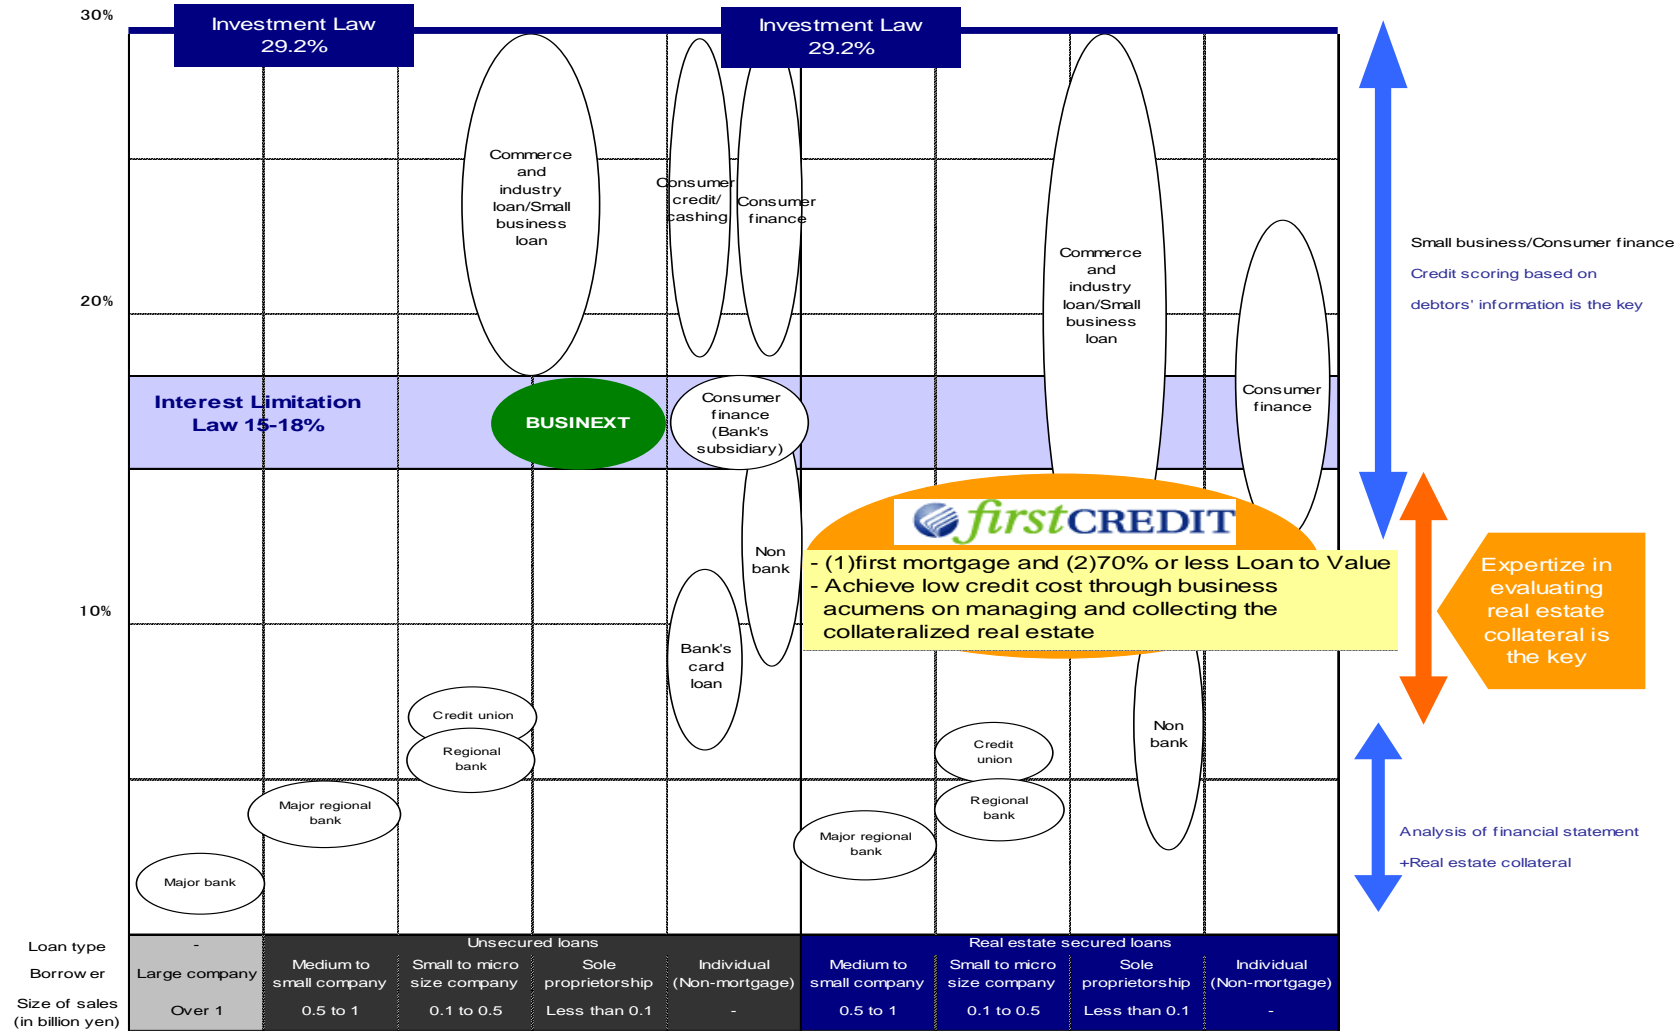 30%
Investment Law
29.2%
Investment Law
29.2%
Commerce
and
industry
loan/Small
business
loan
Consumer
credit/
cashing
Consumer
finance
Commerce
and
industry
loan/Small
business
loan
Small business/Consumer finance
Credit scoring based on
debtors' information is the key
20%
Interest Limitation
Law 15-18%
BUSINEXT
Consumer
finance
(Bank's
subsidiary)
Consumer
finance
firstCREDIT
- (1)first mortgage and (2)70% or less Loan to Value
- Achieve low credit cost through business
acumens on managing and collecting the
collateralized real estate
Expertize in
evaluating
real estate
collateral is
the key
Non
bank
10%
Bank's
card
loan
Credit union
Regional
bank
Major regional
bank
Major bank
Non
bank
Credit
union
Regional
bank
Major regional
bank
Analysis of financial statement
+Real estate collateral
Loan type - Unsecured loans Real estate secured loans
Borrower Large company Medium to
small company Small to micro
size company Sole
proprietorship Individual
(Non-mortgage) Medium to
small company Small to micro
size company Sole
proprietorship Individual
(Non-mortgage)
Size of sales
(in billion yen) Over 1 0.5 to 1 0.1 to 0.5 Less than 0.1 - 0.5 to 1 0.1 to 0.5 Less than 0.1 -